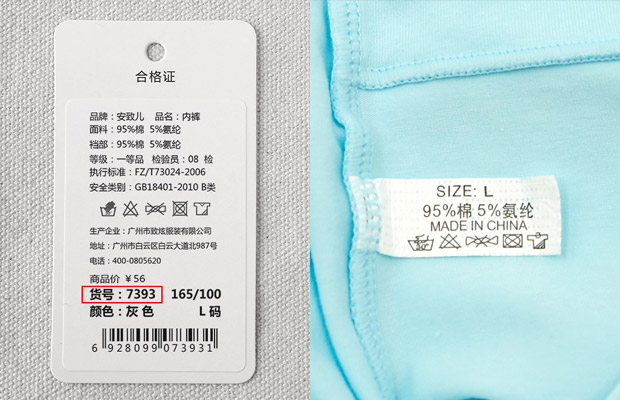 合格证
品牌：安致儿 品名：内裤
面料：95%棉 5%氨纶
裆部：95%棉 5%氨纶
等级：一等品 检验员：08 检
执行标准：FZ/T73024-2006
安全类别：GB18401-2010 B类
生产企业：广州市致炫服装有限公司
地址：广州市白云区白云大道北987号
电话：400-0805620
商品价 ¥56
货号：7393 165/100
颜色：灰色 L码
6 928099 073931
SIZE: L
95%棉 5%氨纶
MADE IN CHINA